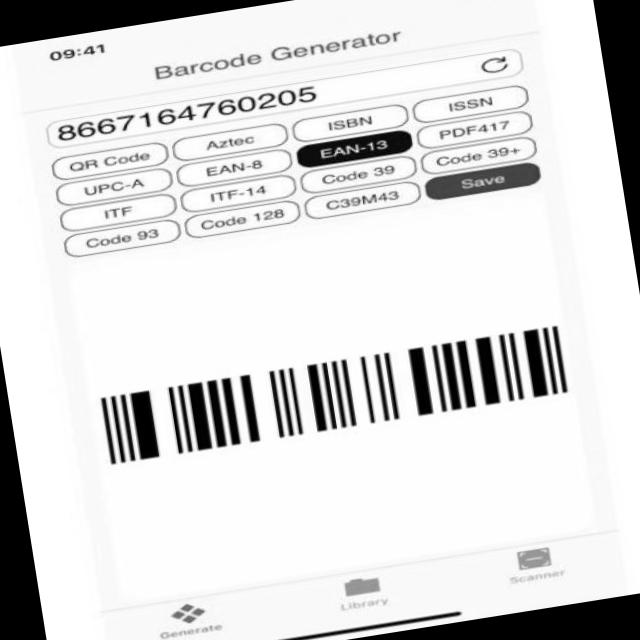 09:41
Barcode Generator
8667164760205
QR Code Aztec ISBN ISSN
UPC-A EAN-8 EAN-13 PDF417
ITF ITF-14 Code 39 Code 39+
Code 93 Code 128 C39M43 Save
Generate Library Scanner